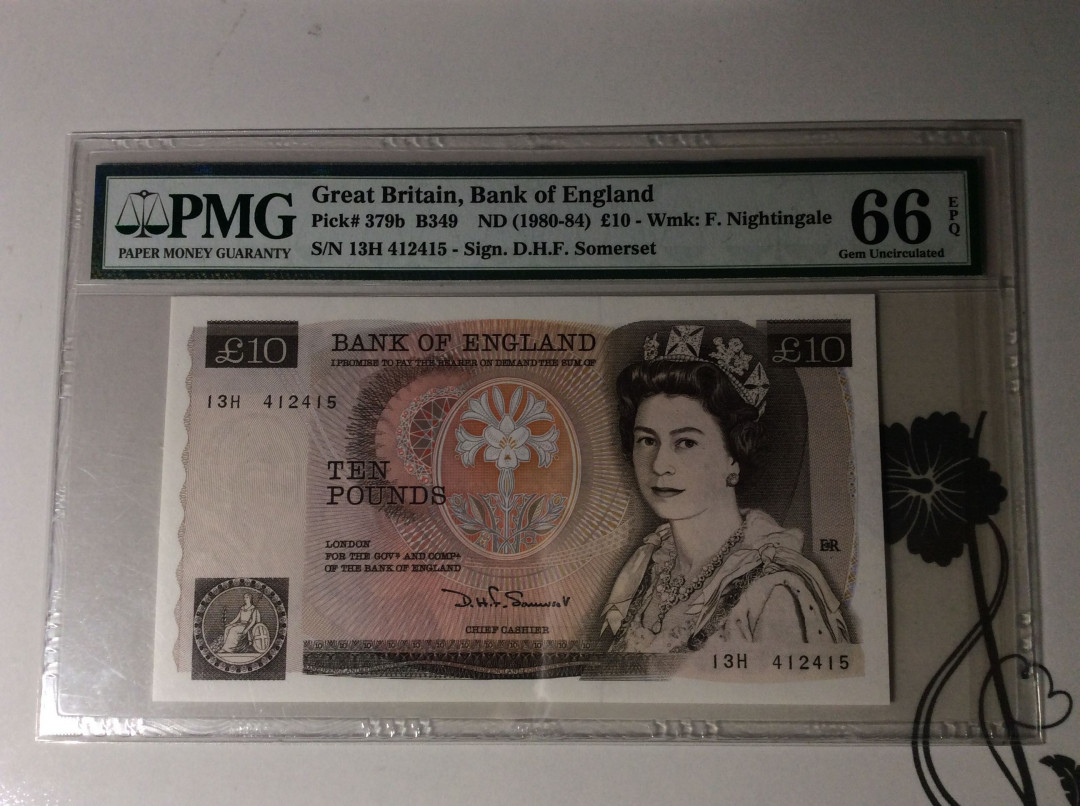 PMG
PAPER MONEY GUARANTY
Great Britain, Bank of England
Pick# 379b B349 ND (1980-84) £10 - Wmk: F. Nightingale
S/N 13H 412415 - Sign. D.H.F. Somerset
66
EPQ
Gem Uncirculated
£10
BANK OF ENGLAND
£10
I PROMISE TO PAY THE BEARER ON DEMAND THE SUM OF
13H 412415
TEN
POUNDS
LONDON
FOR THE GOVR AND COMPA
OF THE BANK OF ENGLAND
EIIR
D.H.F. Somerset
CHIEF CASHIER
13H 412415